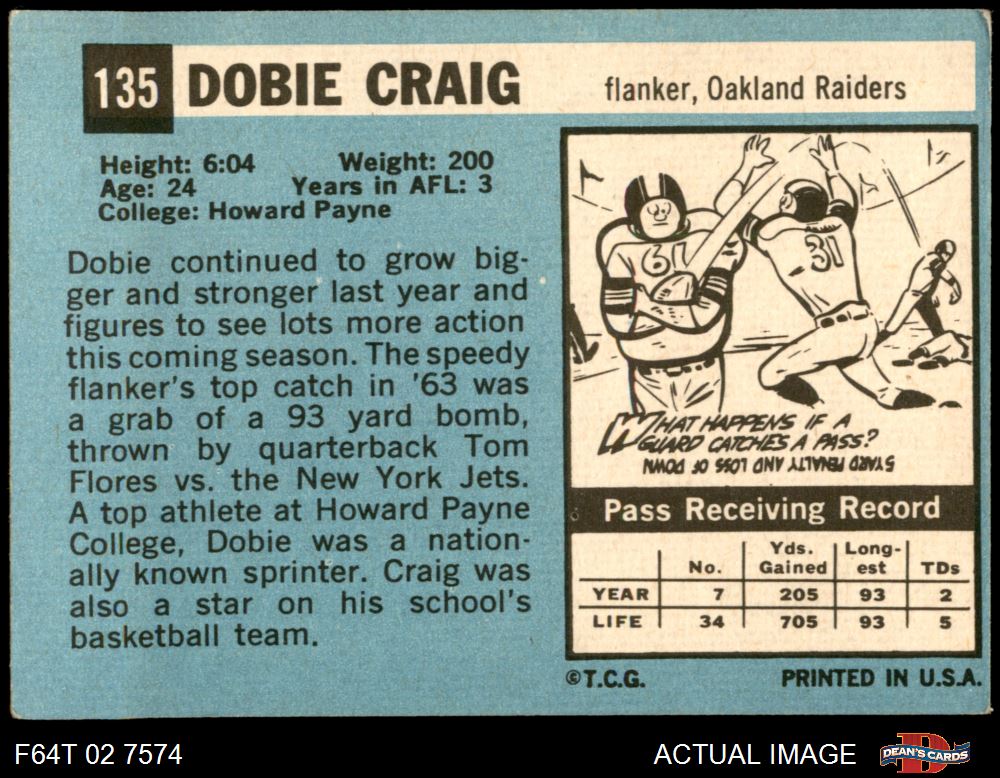 135 DOBIE CRAIG flanker, Oakland Raiders
Height: 6:04 Weight: 200
Age: 24 Years in AFL: 3
College: Howard Payne
Dobie continued to grow big-
ger and stronger last year and
figures to see lots more action
this coming season. The speedy
flanker's top catch in '63 was
a grab of a 93 yard bomb,
thrown by quarterback Tom
Flores vs. the New York Jets.
A top athlete at Howard Payne
College, Dobie was a nation-
ally known sprinter. Craig was
also a star on his school's
basketball team.
61
31
WHAT HAPPENS IF A
GUARD CATCHES A PASS?
5 YARD PENALTY AND LOSS OF DOWN
Pass Receiving Record
Yds. Long-
No. Gained est TDs
YEAR 7 205 93 2
LIFE 34 705 93 5
©T.C.G. PRINTED IN U.S.A.
F64T 02 7574 ACTUAL IMAGE DEAN'S CARDS